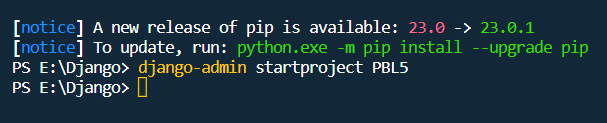 [notice] A new release of pip is available: 23.0 -> 23.0.1
[notice] To update, run: python.exe -m pip install --upgrade pip
PS E:\Django> django-admin startproject PBL5
PS E:\Django>